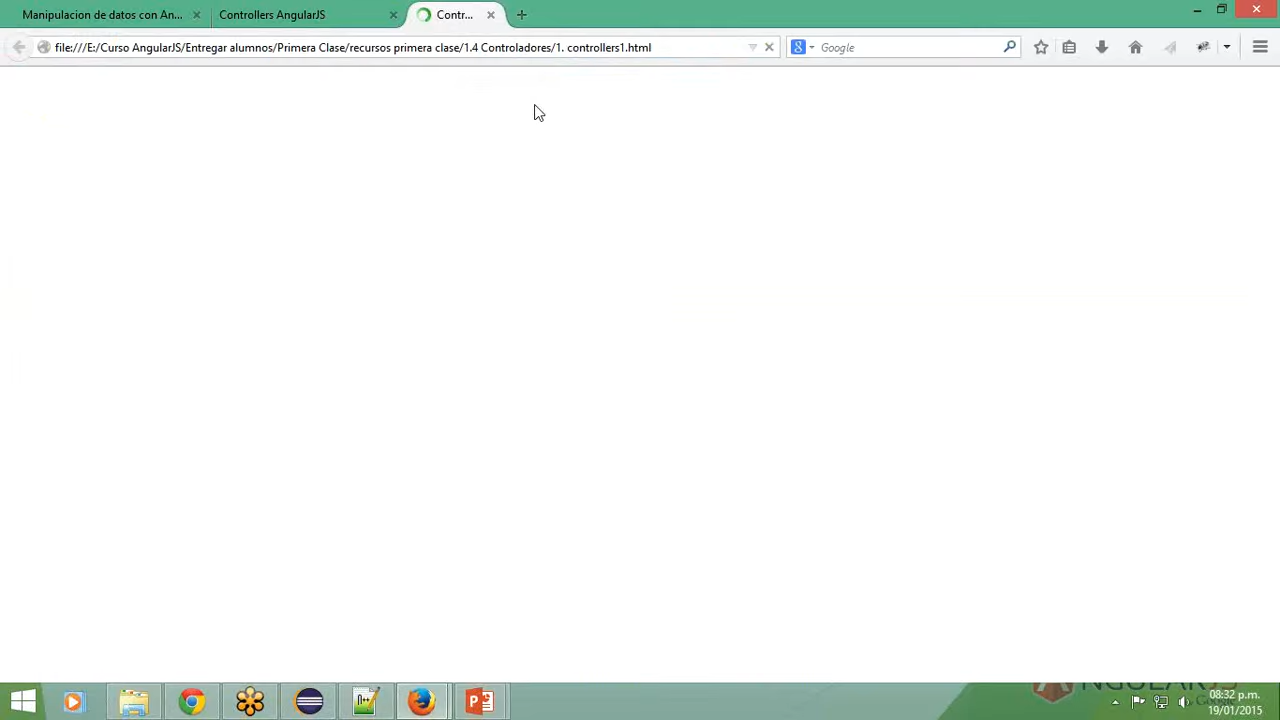 Manipulacion de datos con An...
Controllers AngularJS
Contr...
file:///E:/Curso AngularJS/Entregar alumnos/Primera Clase/recursos primera clase/1.4 Controladores/1. controllers1.html
Google
08:32 p.m.
19/01/2015